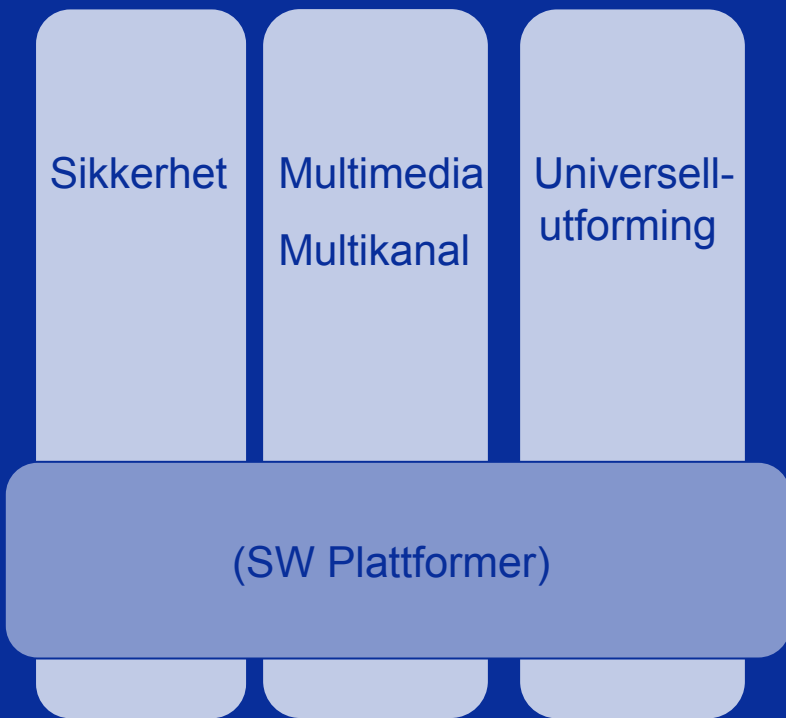 Sikkerhet
Multimedia
Multikanal
Universell-
utforming
(SW Plattformer)